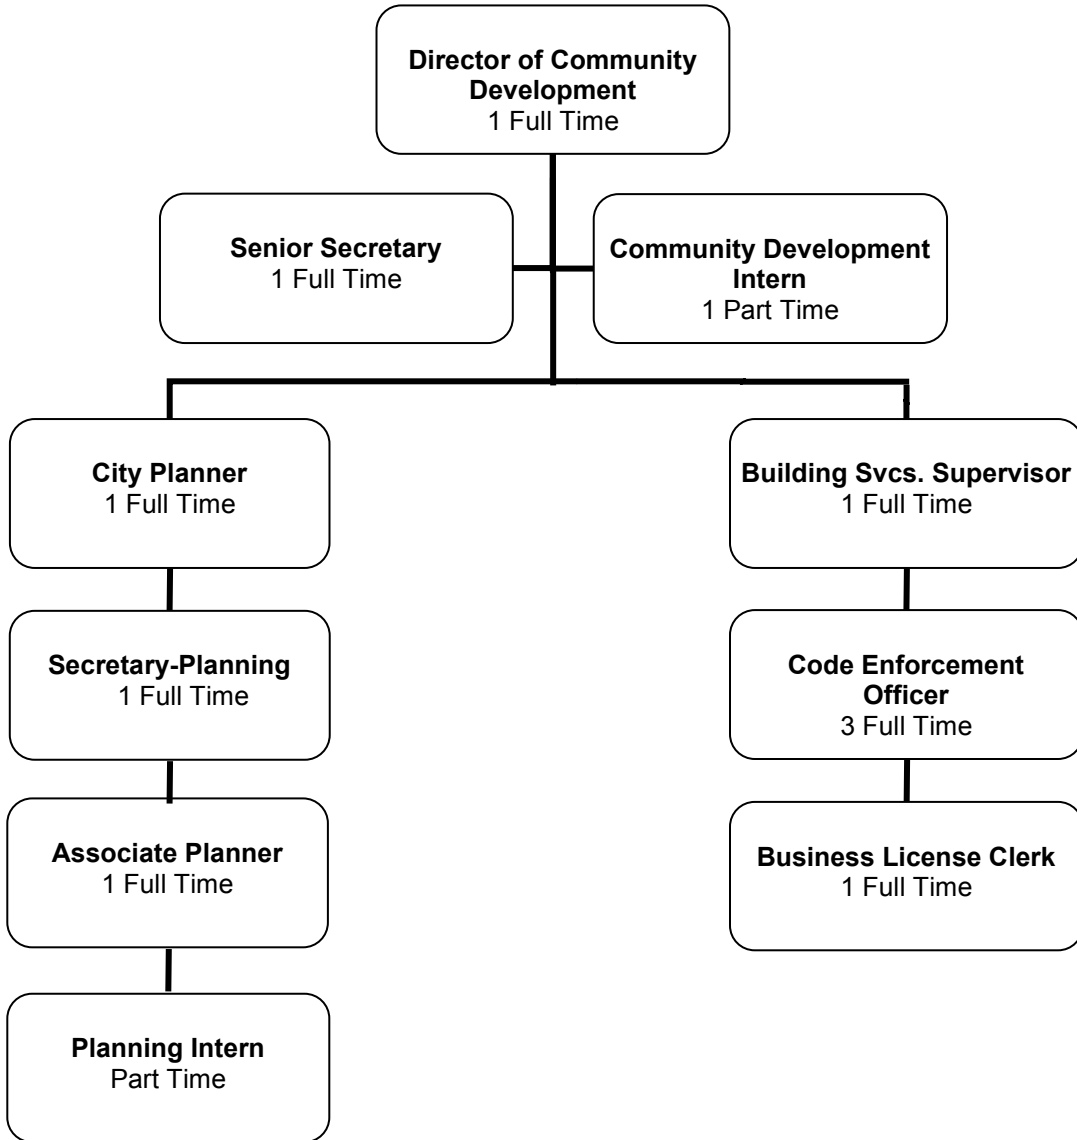 Director of Community
Development
1 Full Time
Senior Secretary
1 Full Time
Community Development
Intern
1 Part Time
City Planner
1 Full Time
Building Svcs. Supervisor
1 Full Time
Secretary-Planning
1 Full Time
Code Enforcement
Officer
3 Full Time
Associate Planner
1 Full Time
Business License Clerk
1 Full Time
Planning Intern
Part Time